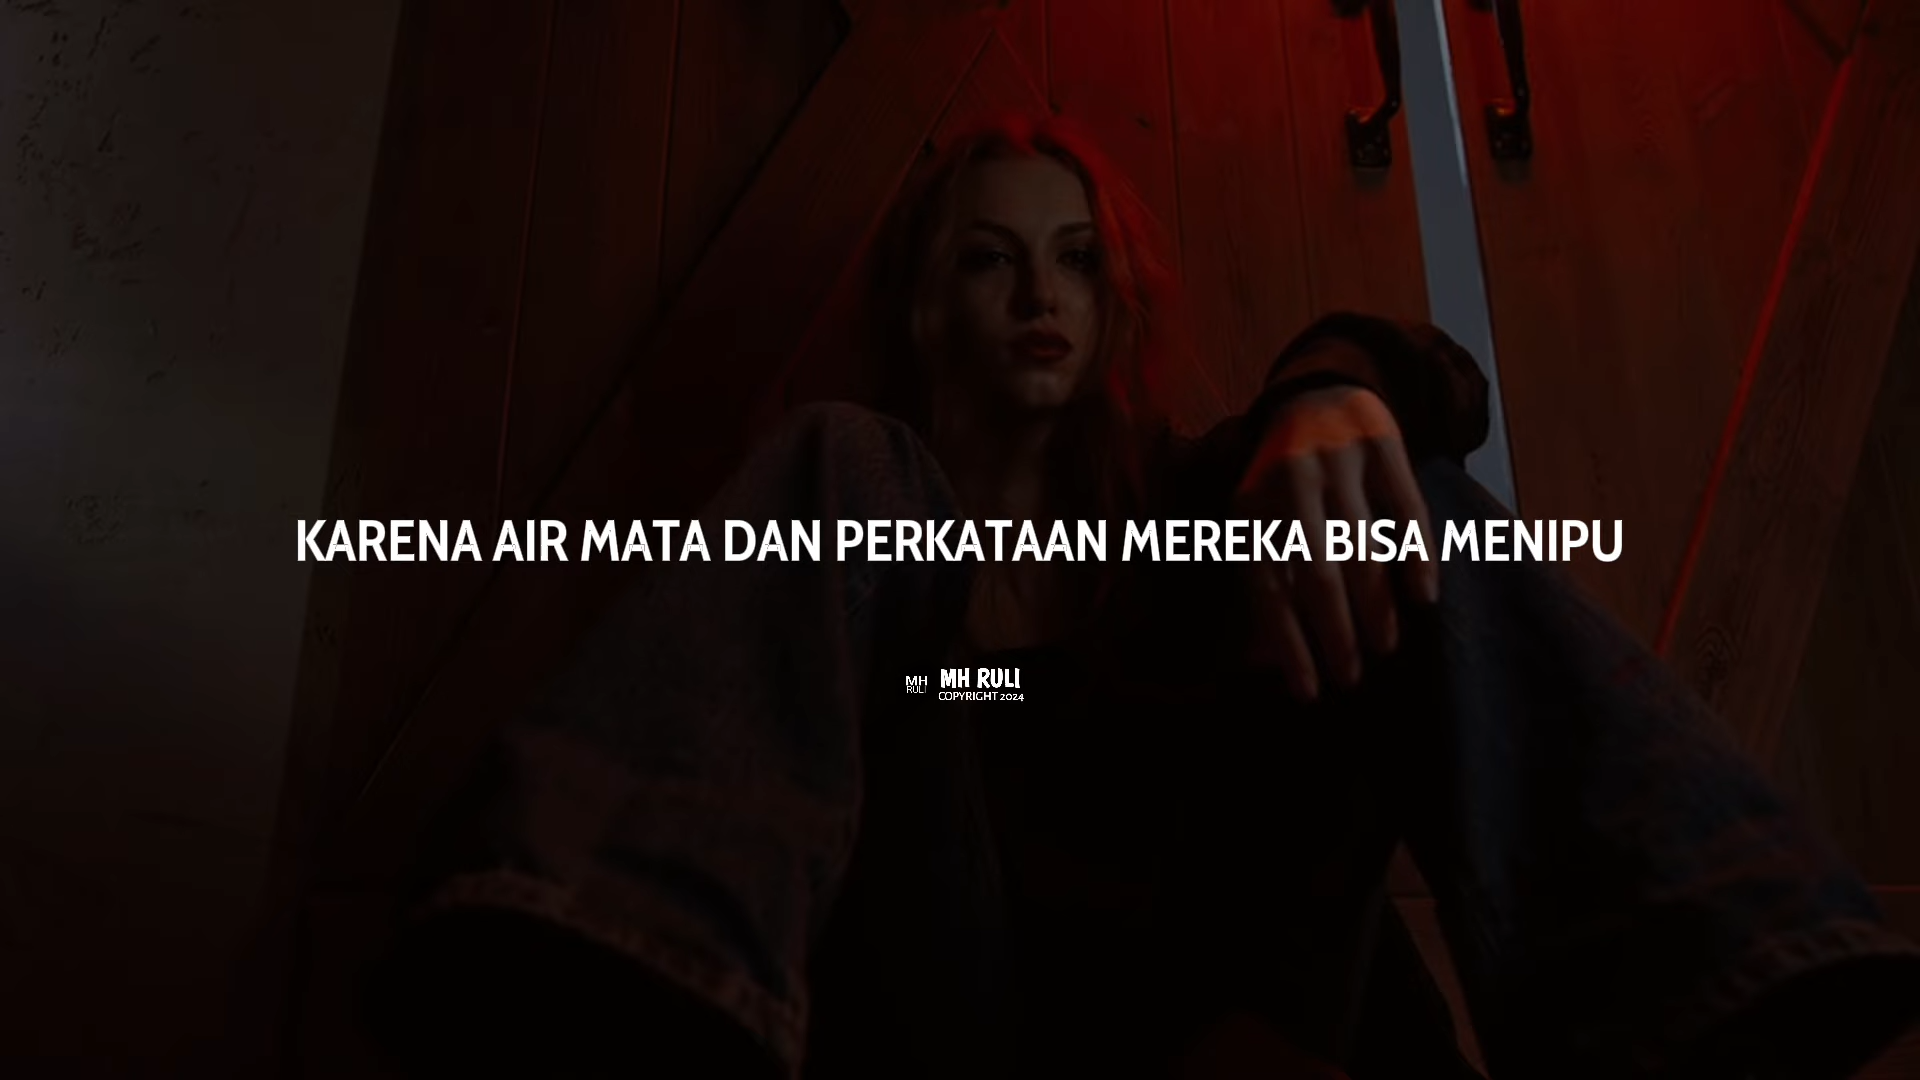 KARENA AIR MATA DAN PERKATAAN MEREKA BISA MENIPU
MH RULI
MH RULI
COPYRIGHT 2024